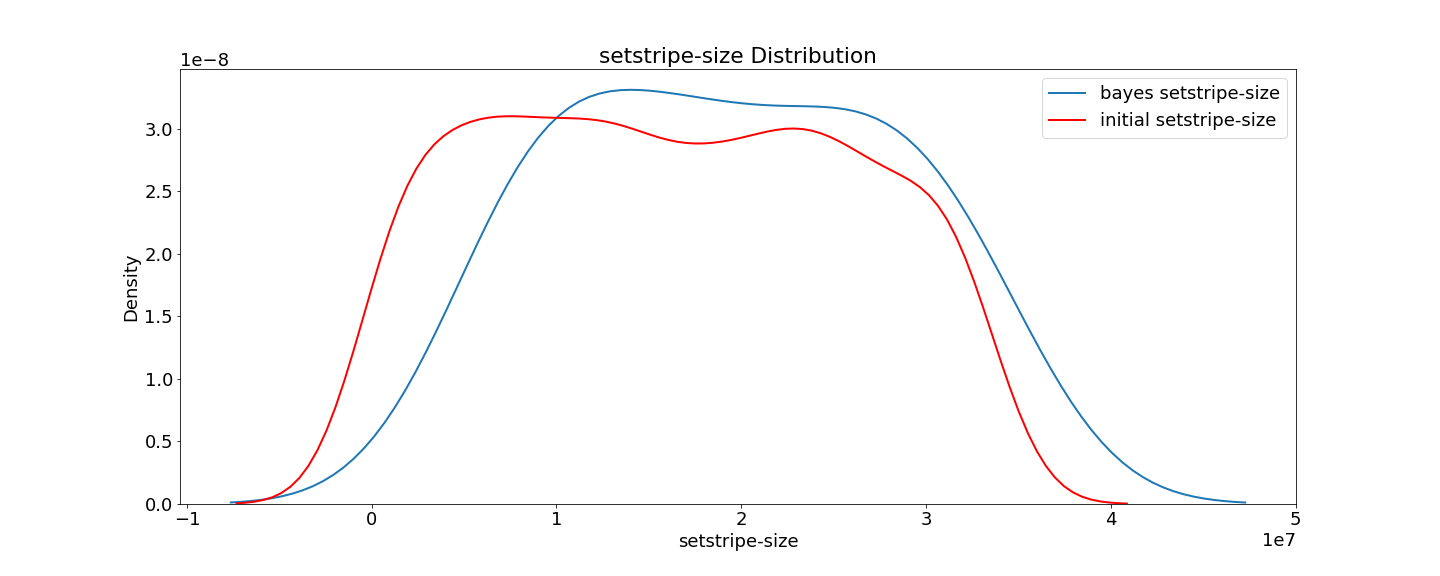 setstripe-size Distribution
1e−8
bayes setstripe-size
initial setstripe-size
3.0
2.5
2.0
1.5
1.0
0.5
0.0
Density
−1 0 1 2 3 4 5
setstripe-size
1e7